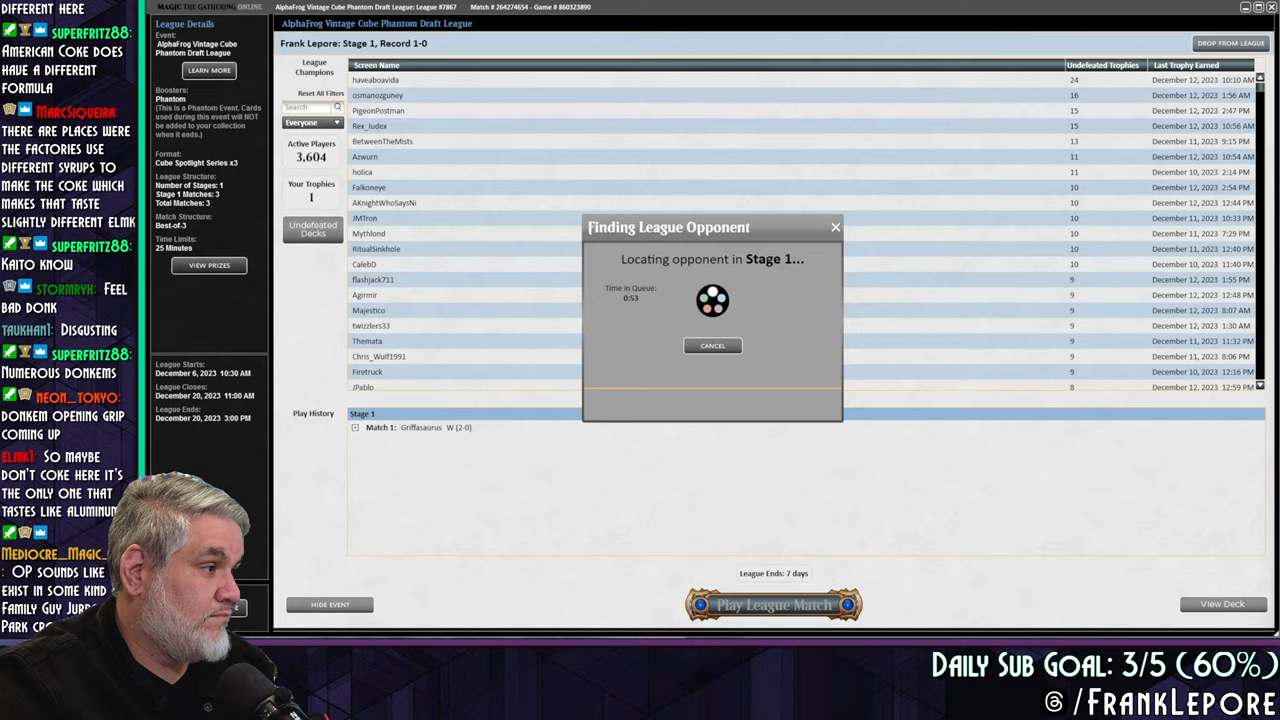 different here
superfritz88:
American Coke does
have a different
formula
MarcSiqueira:
there are places were
the factories use
different syrups to
make the coke which
makes that taste
slightly different elmk
superfritz88:
Kaito know
stormryx: Feel
bad donk
taukhan1: Disgusting
superfritz88:
Numerous donkems
neon_tokyo:
donkem opening grip
coming up
elmk1: So maybe
don't coke here it's
the only one that
tastes like aluminum
Mediocre_Magic_
: OP sounds like
exist in some kind
Family Guy
Park
MAGIC THE GATHERING ONLINE
AlphaFrog Vintage Cube Phantom Draft League: League #7867 Match # 264274654 - Game # 860323890
League Details
Event:
AlphaFrog Vintage Cube
Phantom Draft League
LEARN MORE
Boosters:
Phantom
(This is a Phantom Event. Cards
used during this event will NOT
be added to your collection
when it ends.)
Format:
Cube Spotlight Series x3
League Structure:
Number of Stages: 1
Stage 1 Matches: 3
Total Matches: 3
Match Structure:
Best-of-3
Time Limits:
25 Minutes
VIEW PRIZES
League Starts:
December 6, 2023 10:30 AM
League Closes:
December 20, 2023 11:00 AM
League Ends:
December 20, 2023 3:00 PM
AlphaFrog Vintage Cube Phantom Draft League
Frank Lepore: Stage 1, Record 1-0
DROP FROM LEAGUE
League
Champions
Reset All Filters
Search
Everyone
Active Players
3,604
Your Trophies
1
Undefeated
Decks
Screen Name Undefeated Trophies Last Trophy Earned
haveaboavida 24 December 12, 2023 10:10 AM
osmanozguney 16 December 12, 2023 1:56 AM
PigeonPostman 15 December 12, 2023 2:47 PM
Rex_Iudex 15 December 12, 2023 10:56 AM
BetweenTheMists 13 December 11, 2023 9:15 PM
Azwurn 11 December 12, 2023 10:54 AM
holica 11 December 10, 2023 2:14 PM
Falkoneye 10 December 12, 2023 2:54 PM
AKnightWhoSaysNi 10 December 12, 2023 12:44 PM
JMTron 10 December 12, 2023 10:33 PM
Mythlond 10 December 11, 2023 7:29 PM
RitualSinkhole 10 December 11, 2023 12:40 PM
CalebD 10 December 10, 2023 11:40 PM
flashjack711 9 December 12, 2023 1:55 PM
Agirmir 9 December 12, 2023 12:48 PM
Majestico 9 December 12, 2023 8:07 AM
twizzlers33 9 December 12, 2023 1:30 AM
Themata 9 December 11, 2023 11:32 PM
Chris_Wulf1991 9 December 11, 2023 8:06 PM
Firetruck 9 December 10, 2023 12:16 PM
JPablo 8 December 12, 2023 12:59 PM
Finding League Opponent
Locating opponent in Stage 1...
Time in Queue:
0:53
CANCEL
Play History
Stage 1
Match 1: Griffasaurus W (2-0)
League Ends: 7 days
HIDE EVENT
Play League Match
View Deck
Daily Sub Goal: 3/5 (60%)
@/FrankLepore